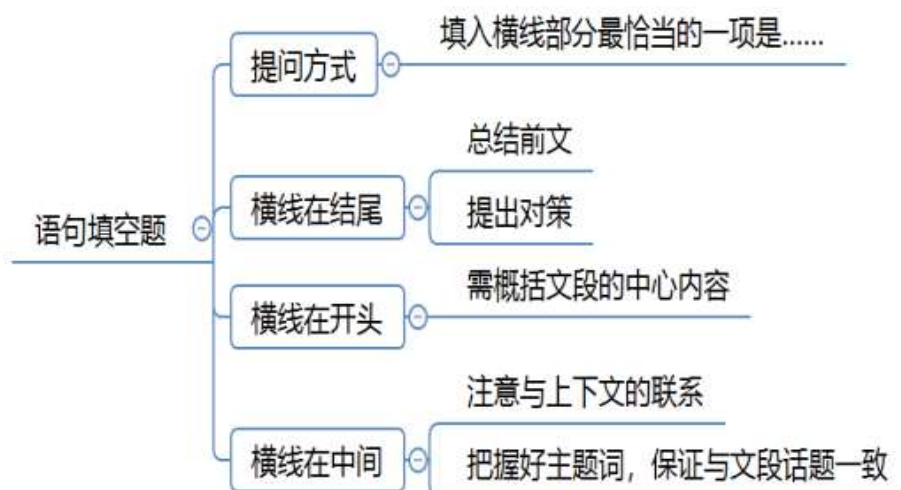 语句填空题
提问方式
填入横线部分最恰当的一项是......
横线在结尾
总结前文
提出对策
横线在开头
需概括文段的中心内容
横线在中间
注意与上下文的联系
把握好主题词，保证与文段话题一致